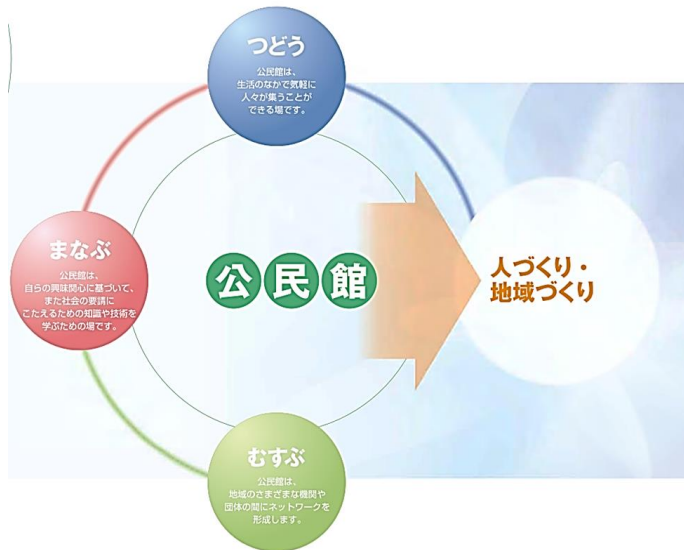 つどう
公民館は、
生活のなかで気軽に
人々が集うことが
できる場です。
まなぶ
公民館は、
自らの興味関心に基づいて、
また社会の要請に
こたえるための知識や技術を
学ぶための場です。
公民館
人づくり・
地域づくり
むすぶ
公民館は、
地域のさまざまな機関や
団体の間にネットワークを
形成します。